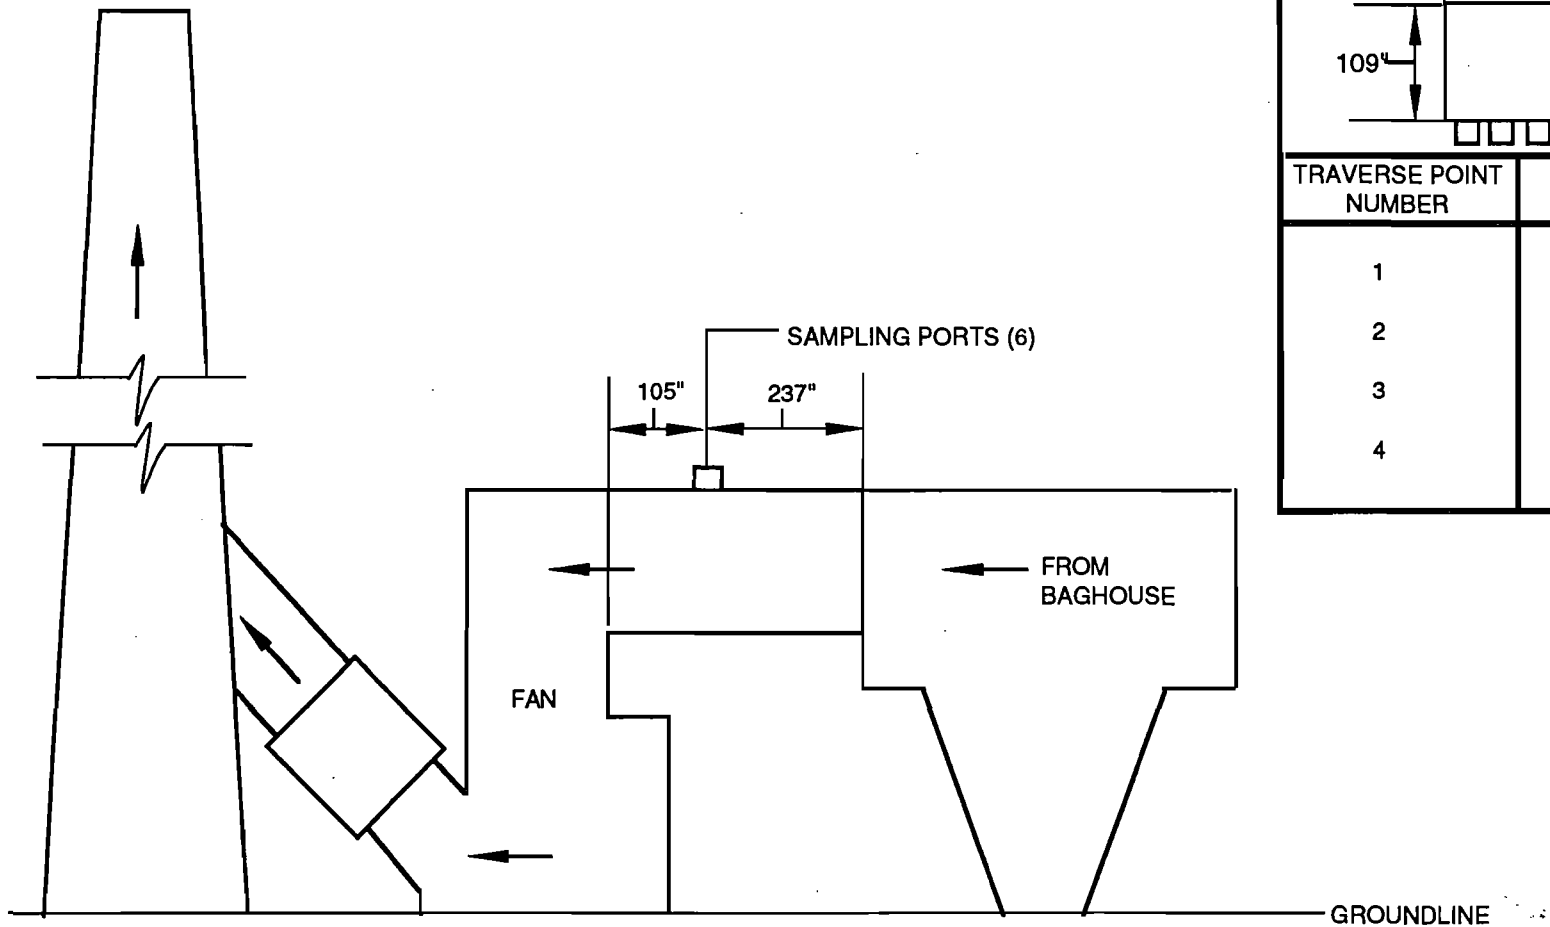 109"
TRAVERSE POINT
NUMBER
1
2
3
4
SAMPLING PORTS (6)
105"
237"
FROM
BAGHOUSE
FAN
GROUNDLINE